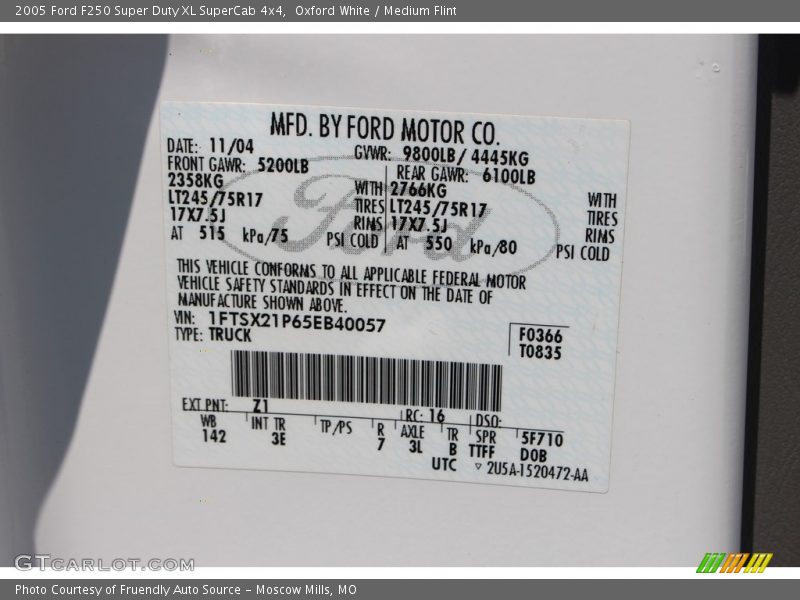 2005 Ford F250 Super Duty XL SuperCab 4x4,  Oxford White / Medium Flint
MFD. BY FORD MOTOR CO.
DATE: 11/04 GVWR: 9800LB/ 4445KG
FRONT GAWR: 5200LB REAR GAWR: 6100LB
2358KG WITH 2766KG WITH
LT245/75R17 TIRES LT245/75R17 TIRES
17X7.5J RIMS 17X7.5J RIMS
AT 515 kPa/75 PSI COLD AT 550 kPa/80 PSI COLD
Ford
THIS VEHICLE CONFORMS TO ALL APPLICABLE FEDERAL MOTOR
VEHICLE SAFETY STANDARDS IN EFFECT ON THE DATE OF
MANUFACTURE SHOWN ABOVE.
VIN: 1FTSX21P65EB40057
TYPE: TRUCK
F0366
T0835
EXT PNT: Z1 RC: 16 DSO:
WB INT TR TP/PS R AXLE TR SPR 5F710
142 3E 7 3L B TTFF DOB
UTC ▽ 2U5A-1520472-AA
GTCARLOT.COM
Photo Courtesy of Fruendly Auto Source – Moscow Mills, MO